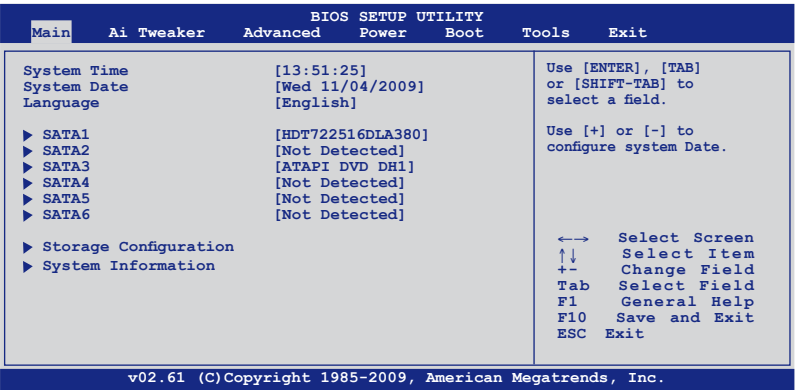 BIOS SETUP UTILITY
Main Ai Tweaker Advanced Power Boot Tools Exit
System Time [13:51:25]
System Date [Wed 11/04/2009]
Language [English]
SATA1 [HDT722516DLA380]
SATA2 [Not Detected]
SATA3 [ATAPI DVD DH1]
SATA4 [Not Detected]
SATA5 [Not Detected]
SATA6 [Not Detected]
Storage Configuration
System Information
Use [ENTER], [TAB]
or [SHIFT-TAB] to
select a field.
Use [+] or [-] to
configure system Date.
←→ Select Screen
↑↓ Select Item
+- Change Field
Tab Select Field
F1 General Help
F10 Save and Exit
ESC Exit
v02.61 (C)Copyright 1985-2009, American Megatrends, Inc.